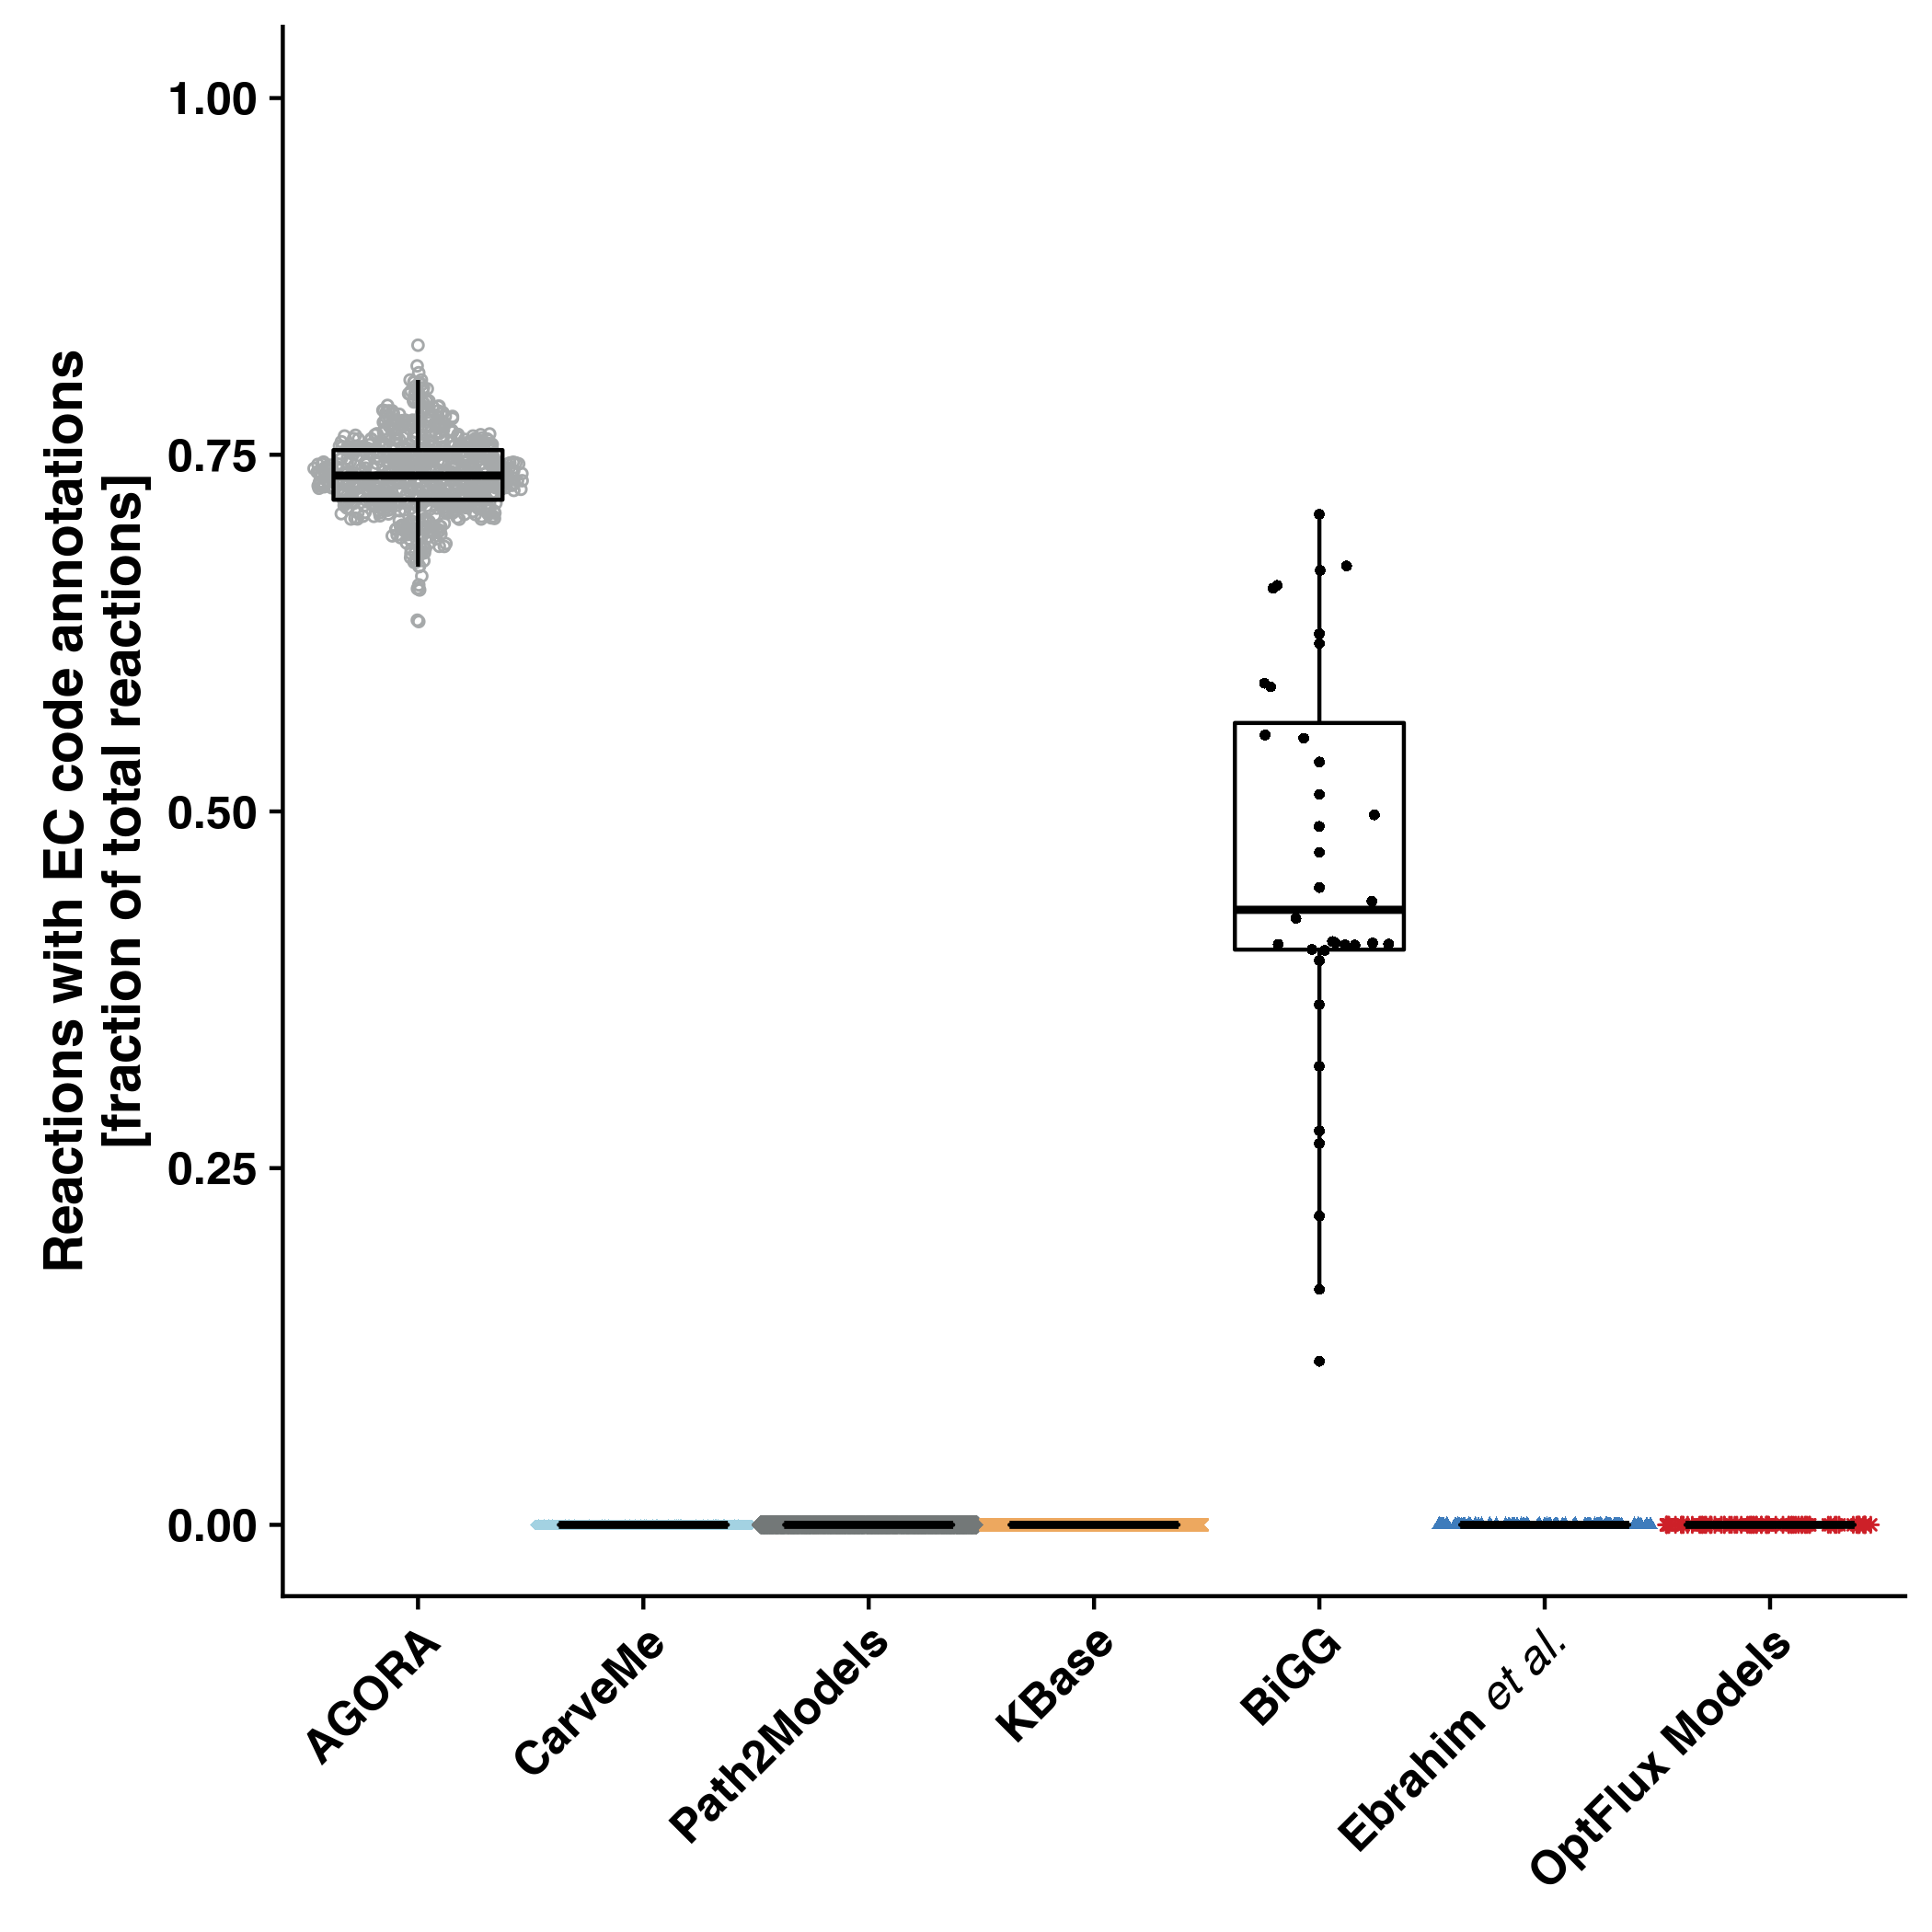 Reactions with EC code annotations
[fraction of total reactions]
1.00
0.75
0.50
0.25
0.00
AGORA
CarveMe
Path2Models
KBase
BiGG
Ebrahim et al.
OptFlux Models